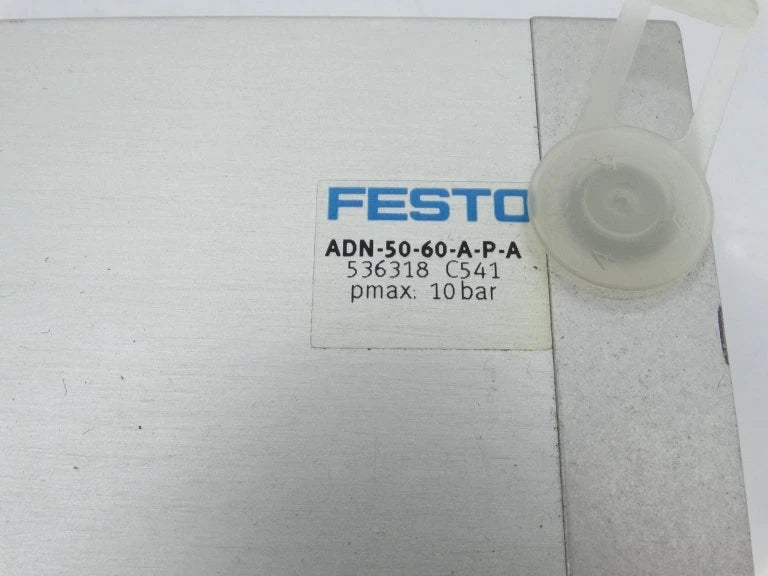 FESTO
ADN-50-60-A-P-A
536318 C541
pmax. 10 bar